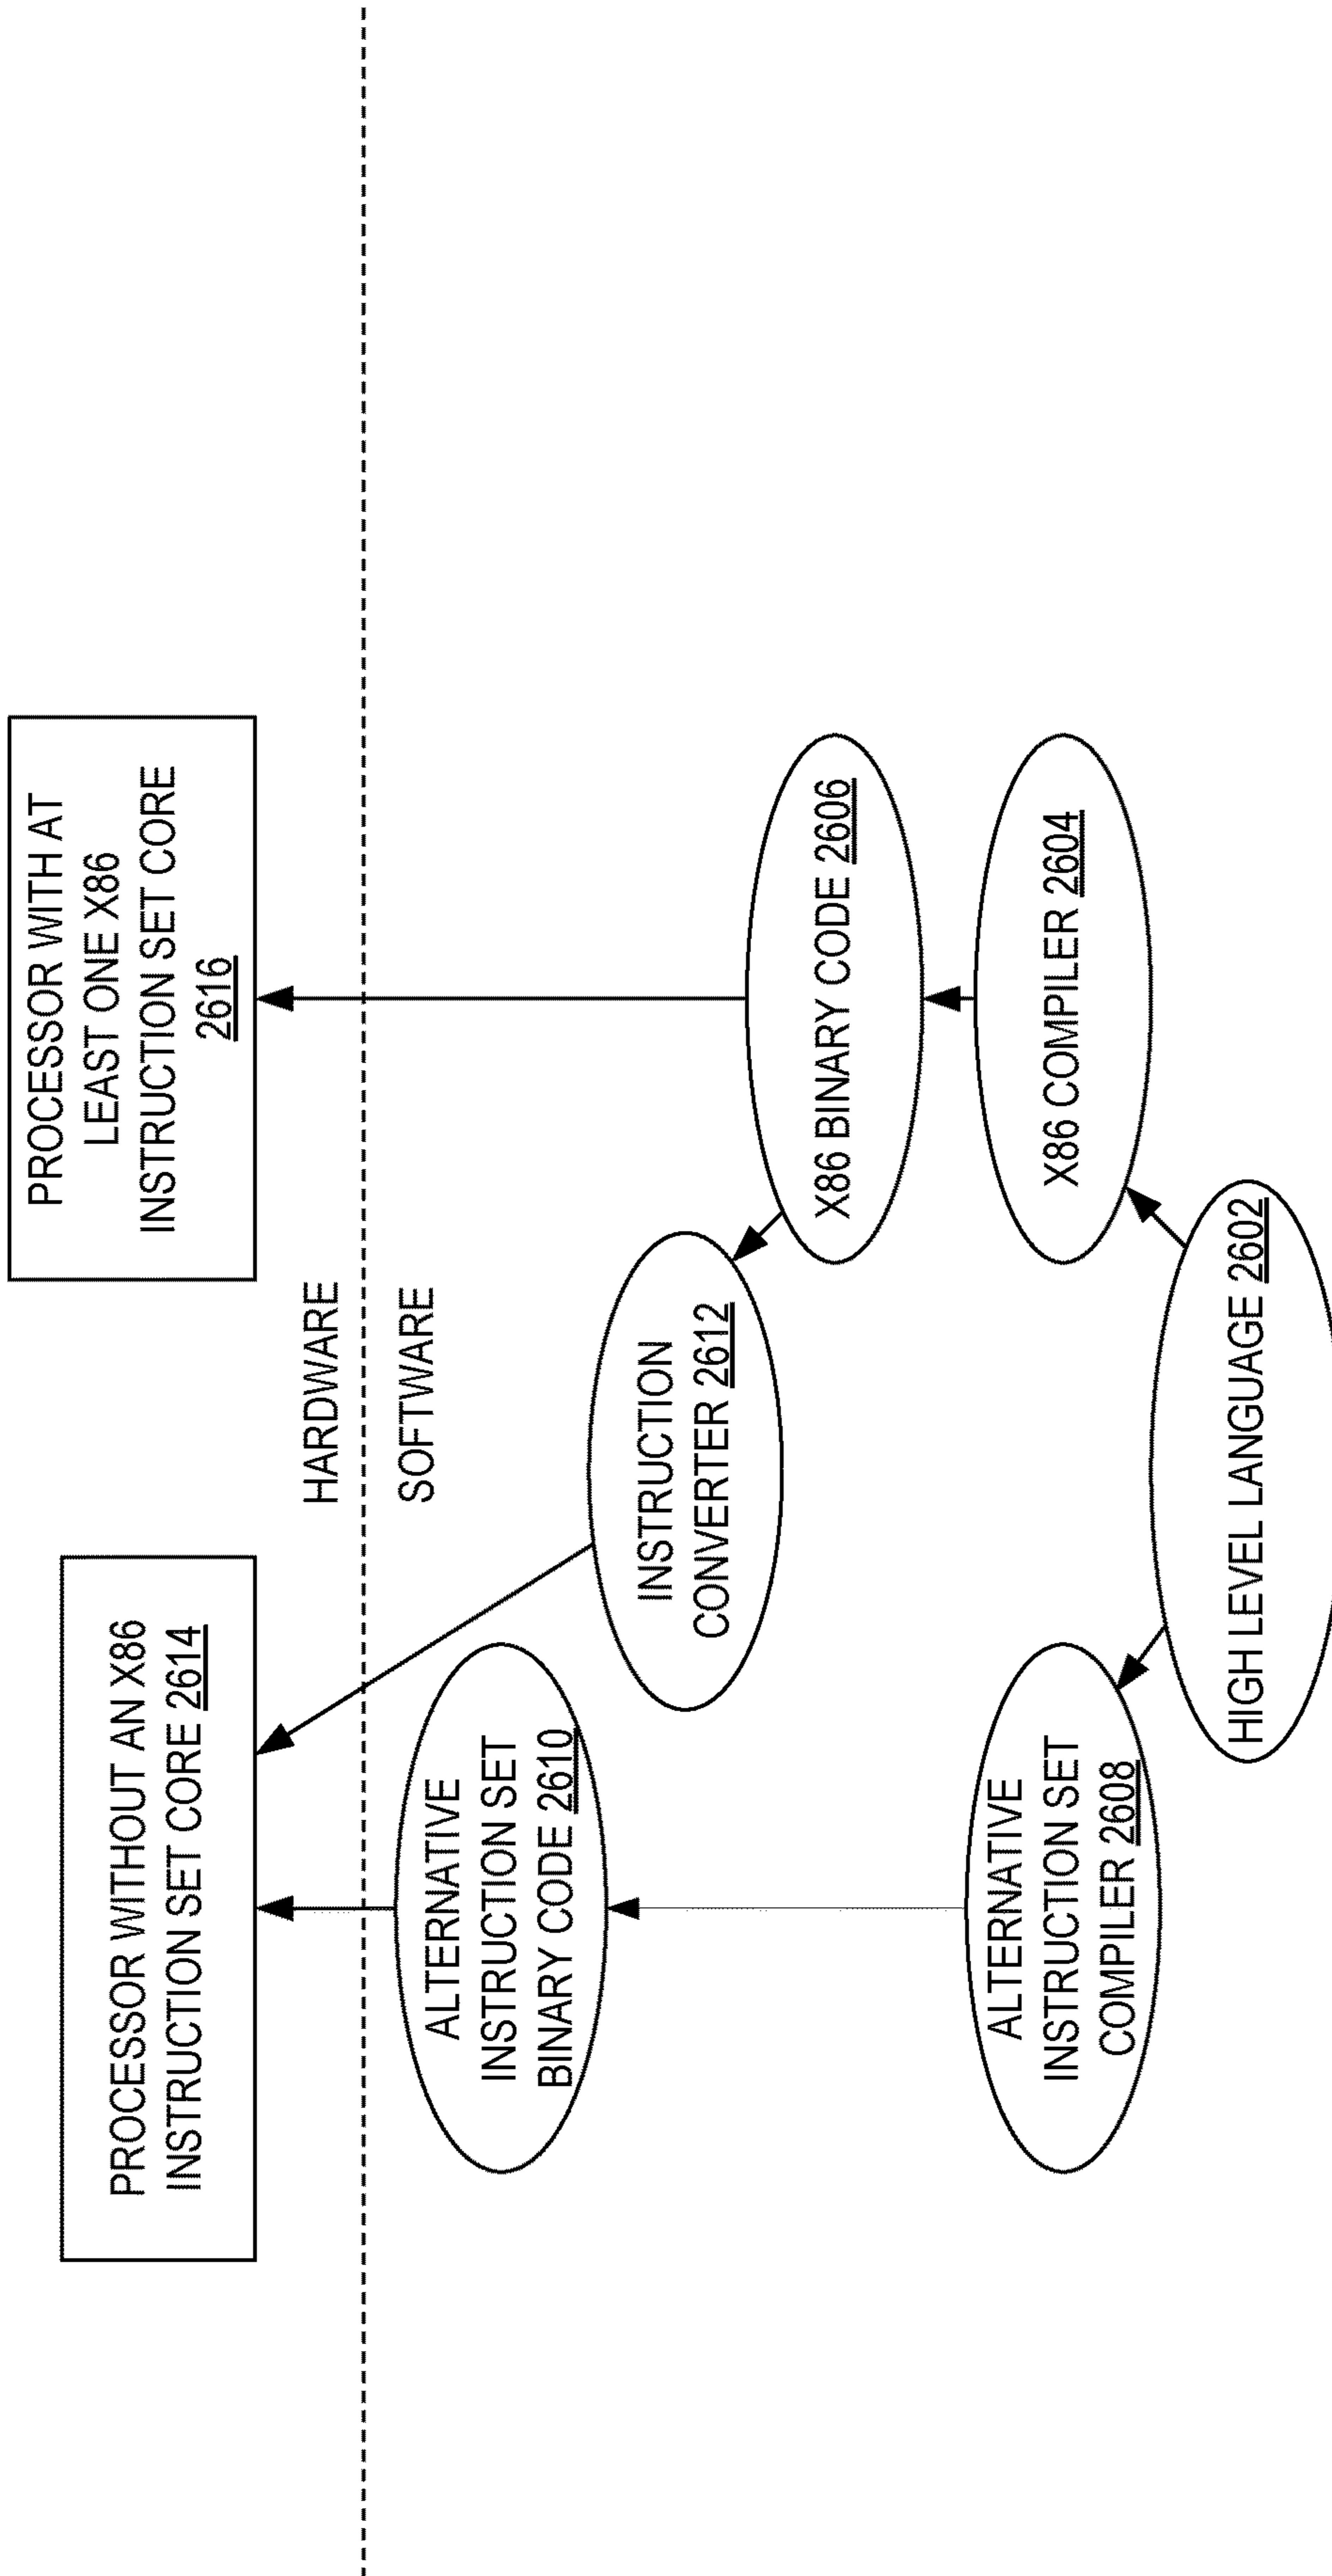 PROCESSOR WITHOUT AN X86
INSTRUCTION SET CORE 2614
PROCESSOR WITH AT
LEAST ONE X86
INSTRUCTION SET CORE
2616
HARDWARE
SOFTWARE
ALTERNATIVE
INSTRUCTION SET
BINARY CODE 2610
INSTRUCTION
CONVERTER 2612
X86 BINARY CODE 2606
ALTERNATIVE
INSTRUCTION SET
COMPILER 2608
X86 COMPILER 2604
HIGH LEVEL LANGUAGE 2602